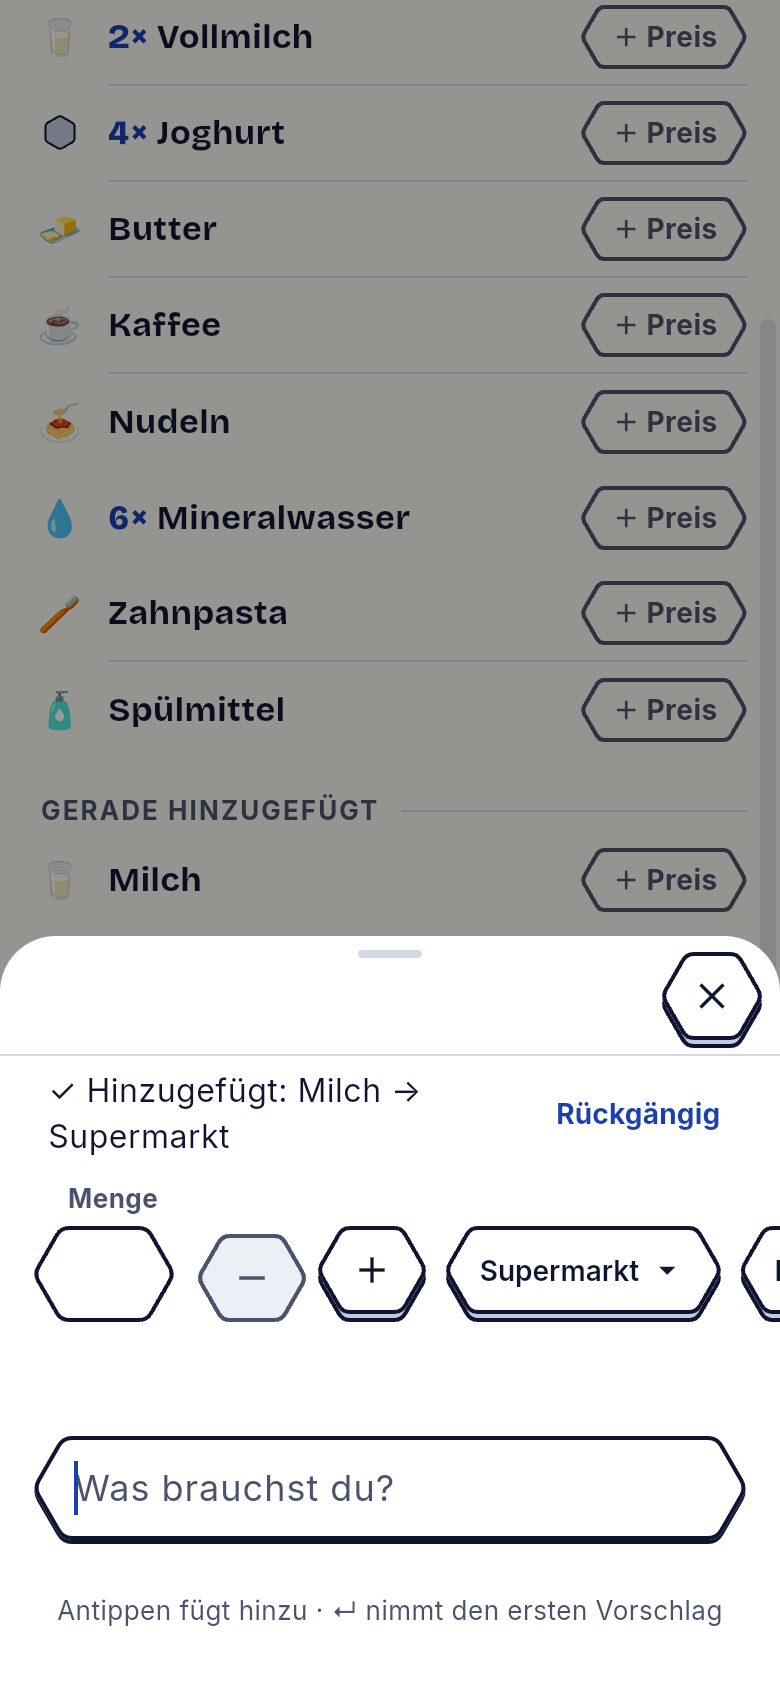 2× Vollmilch + Preis
4× Joghurt + Preis
Butter + Preis
Kaffee + Preis
Nudeln + Preis
6× Mineralwasser + Preis
Zahnpasta + Preis
Spülmittel + Preis
GERADE HINZUGEFÜGT
Milch + Preis
✓ Hinzugefügt: Milch →
Supermarkt
Rückgängig
Menge
− + Supermarkt
Was brauchst du?
Antippen fügt hinzu · ↵ nimmt den ersten Vorschlag